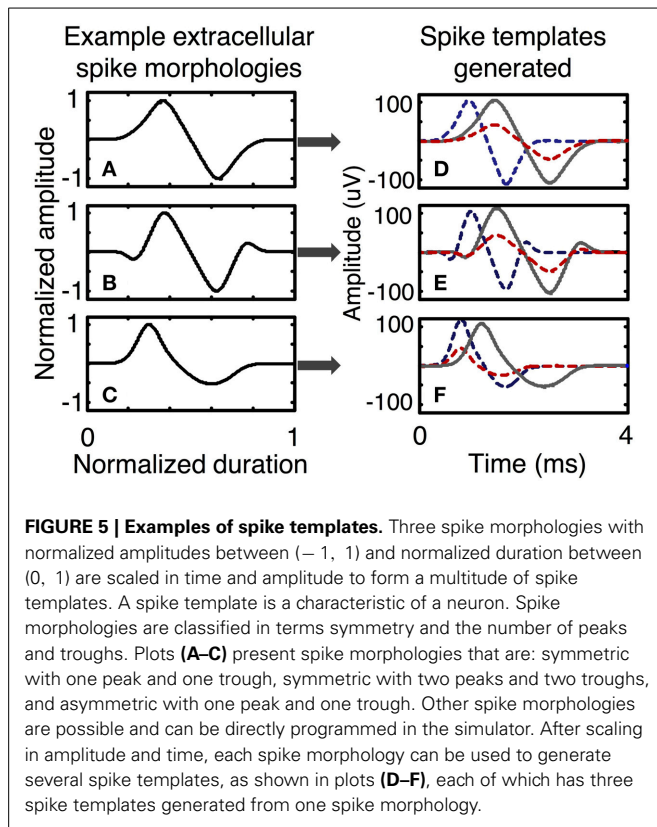 Example extracellular
spike morphologies
Spike templates
generated
Normalized amplitude
1
A
-1
1
B
-1
1
C
-1
0
1
Normalized duration
Amplitude (uV)
100
D
-100
100
E
-100
100
F
-100
0
4
Time (ms)
FIGURE 5 | Examples of spike templates. Three spike morphologies with
normalized amplitudes between (− 1, 1) and normalized duration between
(0, 1) are scaled in time and amplitude to form a multitude of spike
templates. A spike template is a characteristic of a neuron. Spike
morphologies are classified in terms symmetry and the number of peaks
and troughs. Plots (A–C) present spike morphologies that are: symmetric
with one peak and one trough, symmetric with two peaks and two troughs,
and asymmetric with one peak and one trough. Other spike morphologies
are possible and can be directly programmed in the simulator. After scaling
in amplitude and time, each spike morphology can be used to generate
several spike templates, as shown in plots (D–F), each of which has three
spike templates generated from one spike morphology.